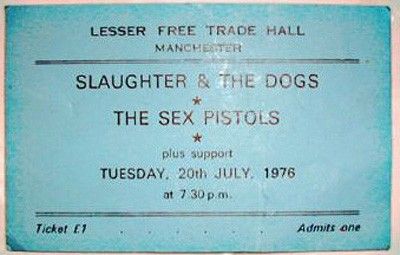 LESSER FREE TRADE HALL
MANCHESTER
SLAUGHTER & THE DOGS
★
THE SEX PISTOLS
★
plus support
TUESDAY, 20th JULY, 1976
at 7·30 p.m.
Ticket £1 . . . . . . Admits one